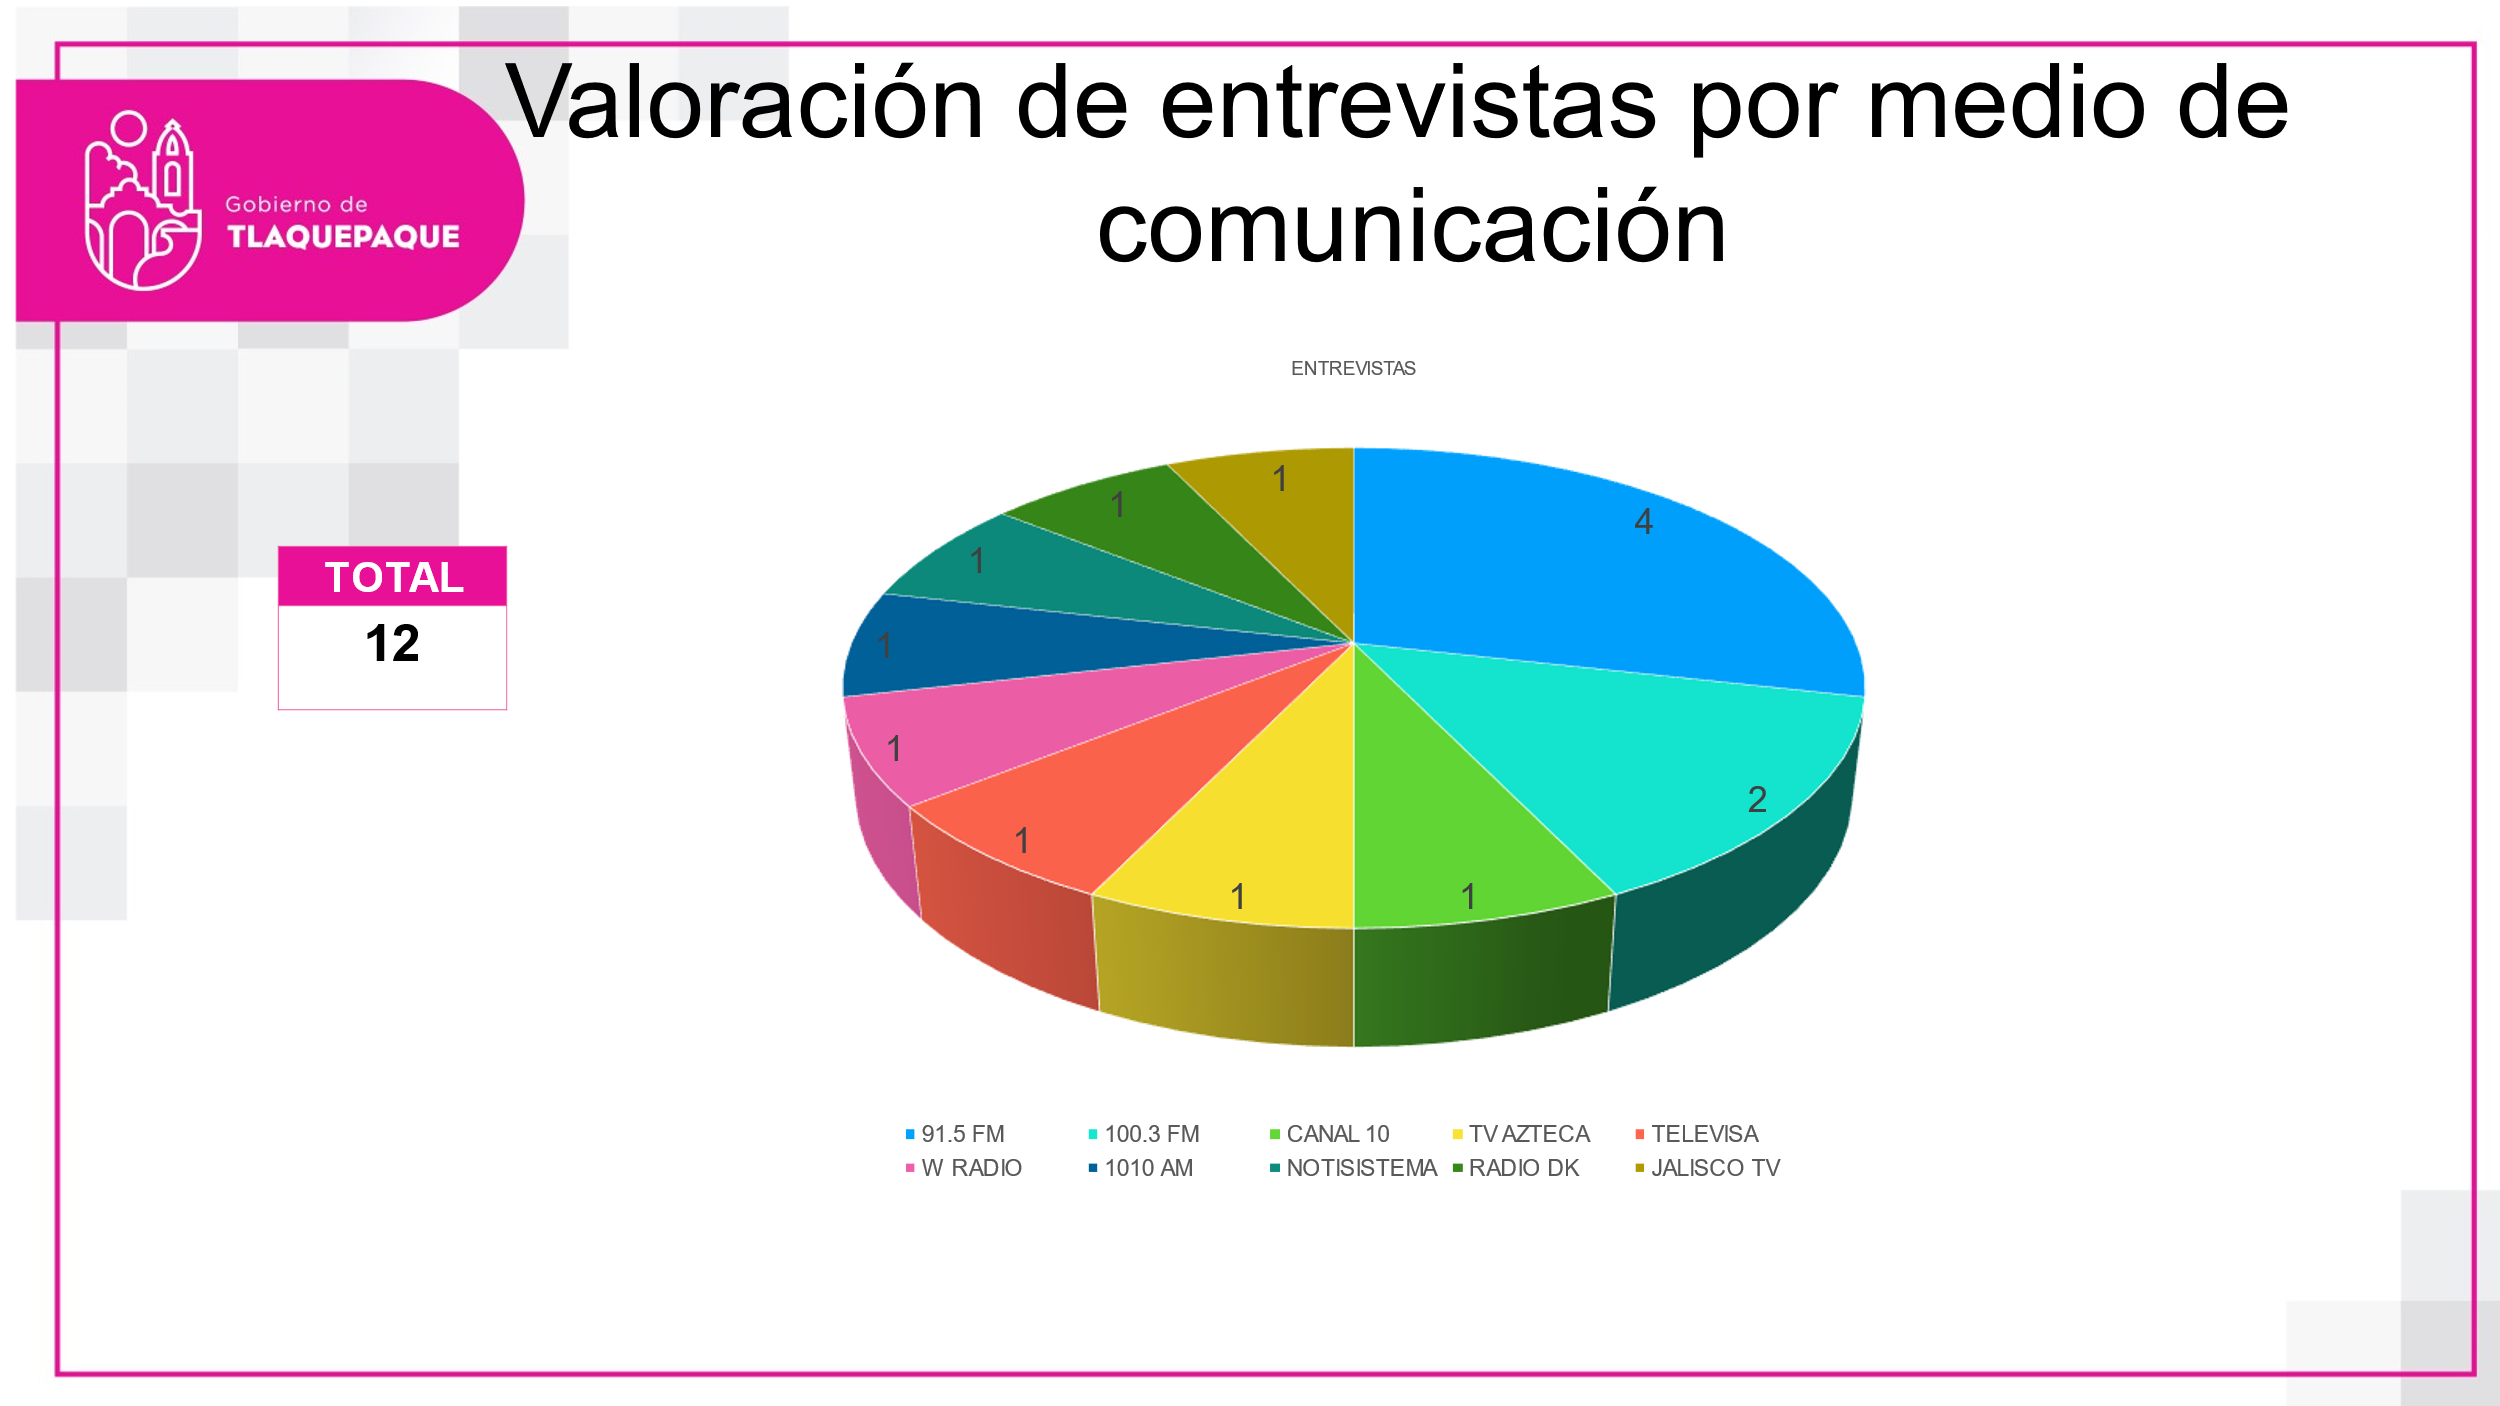 Valoración de entrevistas por medio de
comunicación
Gobierno de
TLAQUEPAQUE
ENTREVISTAS
TOTAL
12
4
2
1
1
1
1
1
1
1
1
91.5 FM
100.3 FM
CANAL 10
TV AZTECA
TELEVISA
W RADIO
1010 AM
NOTISISTEMA
RADIO DK
JALISCO TV